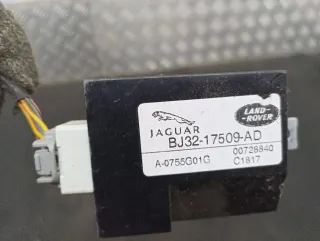 LAND-
ROVER
JAGUAR
BJ32-17509-AD
A-0755G01G 00728840
C1817